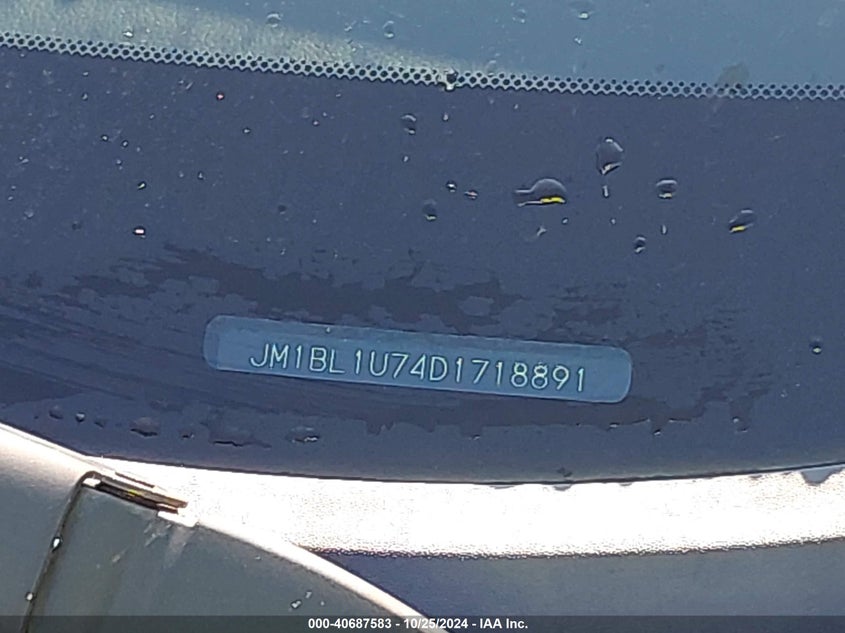 JM1BL1U74D1718891
000-40687583 - 10/25/2024 - IAA Inc.